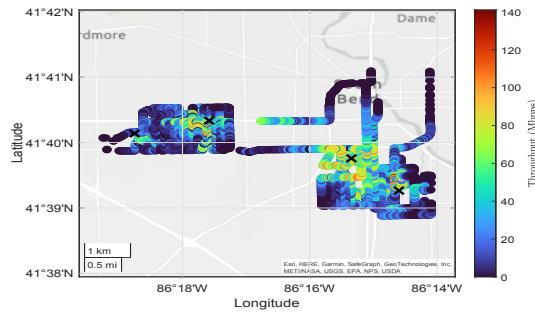 41°42'N
41°41'N
41°40'N
41°39'N
41°38'N
Latitude
rdmore
Dame
Bend
1 km
0.5 mi
Esri, HERE, Garmin, SafeGraph, GeoTechnologies, Inc,
METI/NASA, USGS, EPA, NPS, USDA
86°18'W
86°16'W
86°14'W
Longitude
140
120
100
80
60
40
20
0
Throughput (Mbps)